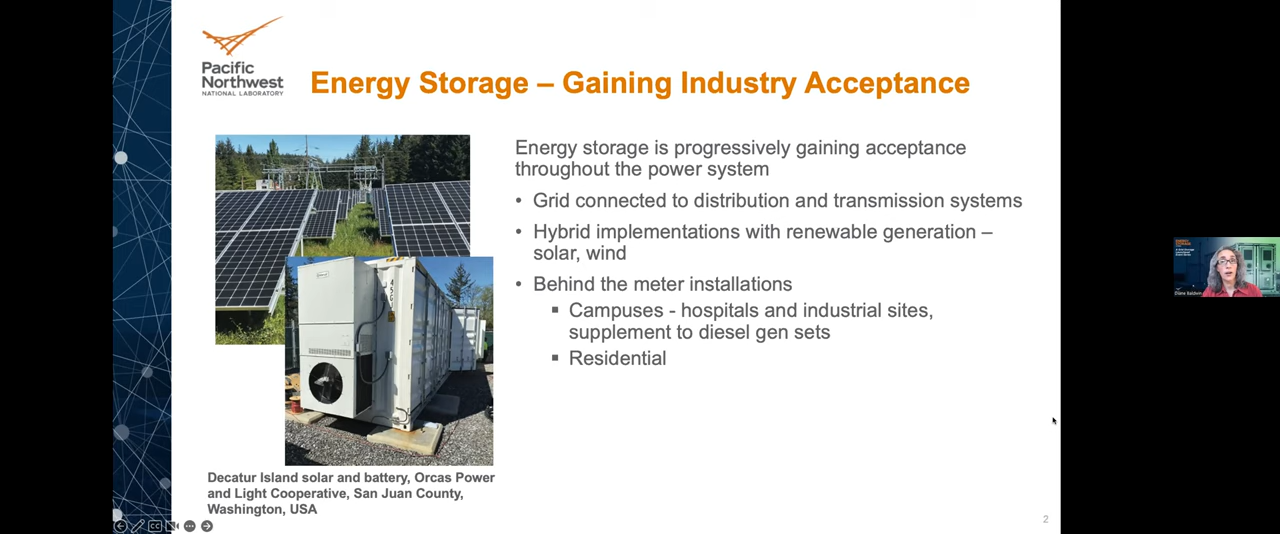 Pacific
Northwest
NATIONAL LABORATORY
Energy Storage – Gaining Industry Acceptance
Energy storage is progressively gaining acceptance
throughout the power system
• Grid connected to distribution and transmission systems
• Hybrid implementations with renewable generation –
solar, wind
• Behind the meter installations
▪ Campuses - hospitals and industrial sites,
supplement to diesel gen sets
▪ Residential
Decatur Island solar and battery, Orcas Power
and Light Cooperative, San Juan County,
Washington, USA
2
CC
Diane Baldwin